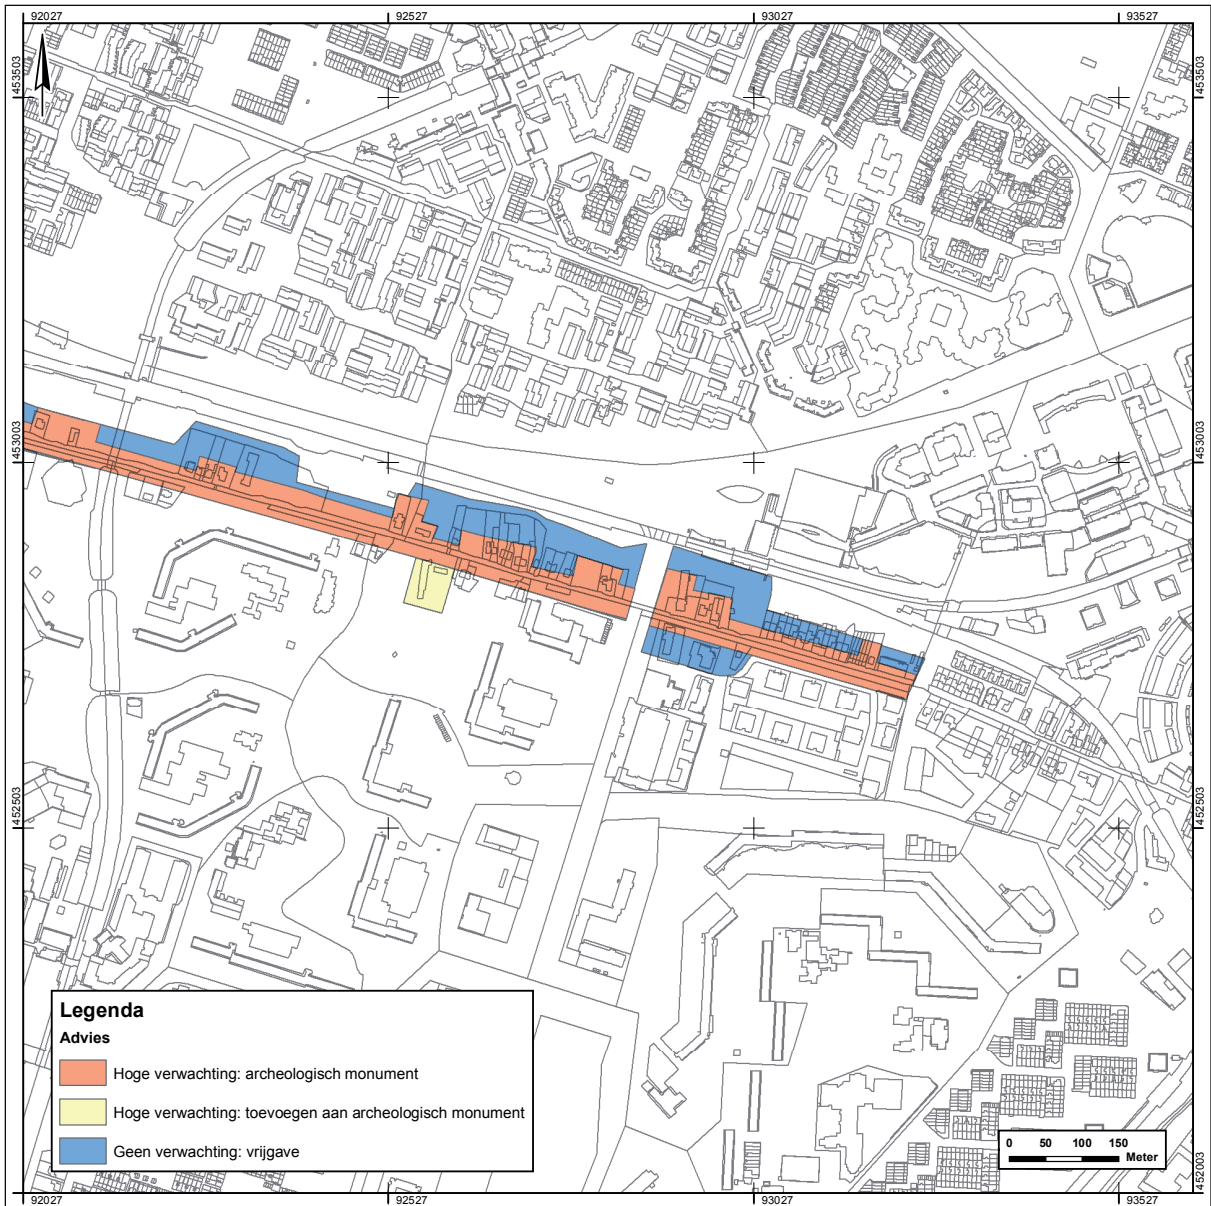 92027 92527 93027 93527
453503 453503
453003 453003
452503 452503
Legenda
Advies
Hoge verwachting: archeologisch monument
Hoge verwachting: toevoegen aan archeologisch monument
Geen verwachting: vrijgave
0 50 100 150
Meter
452003
92027 92527 93027 93527